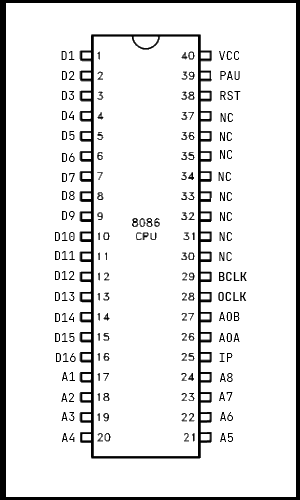 D1 1 40 VCC
D2 2 39 PAU
D3 3 38 RST
D4 4 37 NC
D5 5 36 NC
D6 6 35 NC
D7 7 34 NC
D8 8 33 NC
D9 9 32 NC
8086
D10 10 CPU 31 NC
D11 11 30 NC
D12 12 29 BCLK
D13 13 28 OCLK
D14 14 27 AOB
D15 15 26 AOA
D16 16 25 IP
A1 17 24 A8
A2 18 23 A7
A3 19 22 A6
A4 20 21 A5